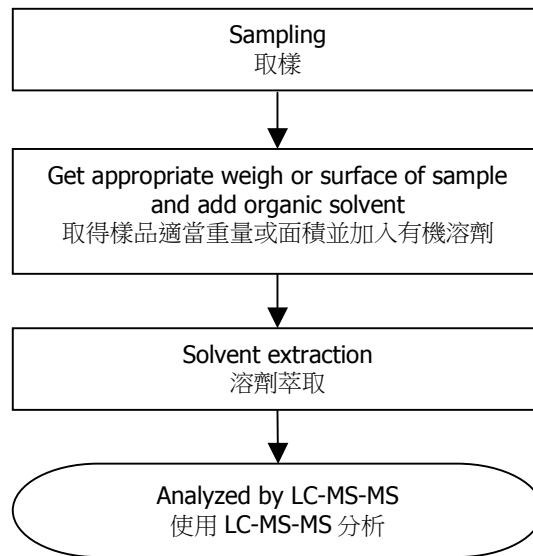 Sampling
取樣
Get appropriate weigh or surface of sample
and add organic solvent
取得樣品適當重量或面積並加入有機溶劑
Solvent extraction
溶劑萃取
Analyzed by LC-MS-MS
使用 LC-MS-MS 分析